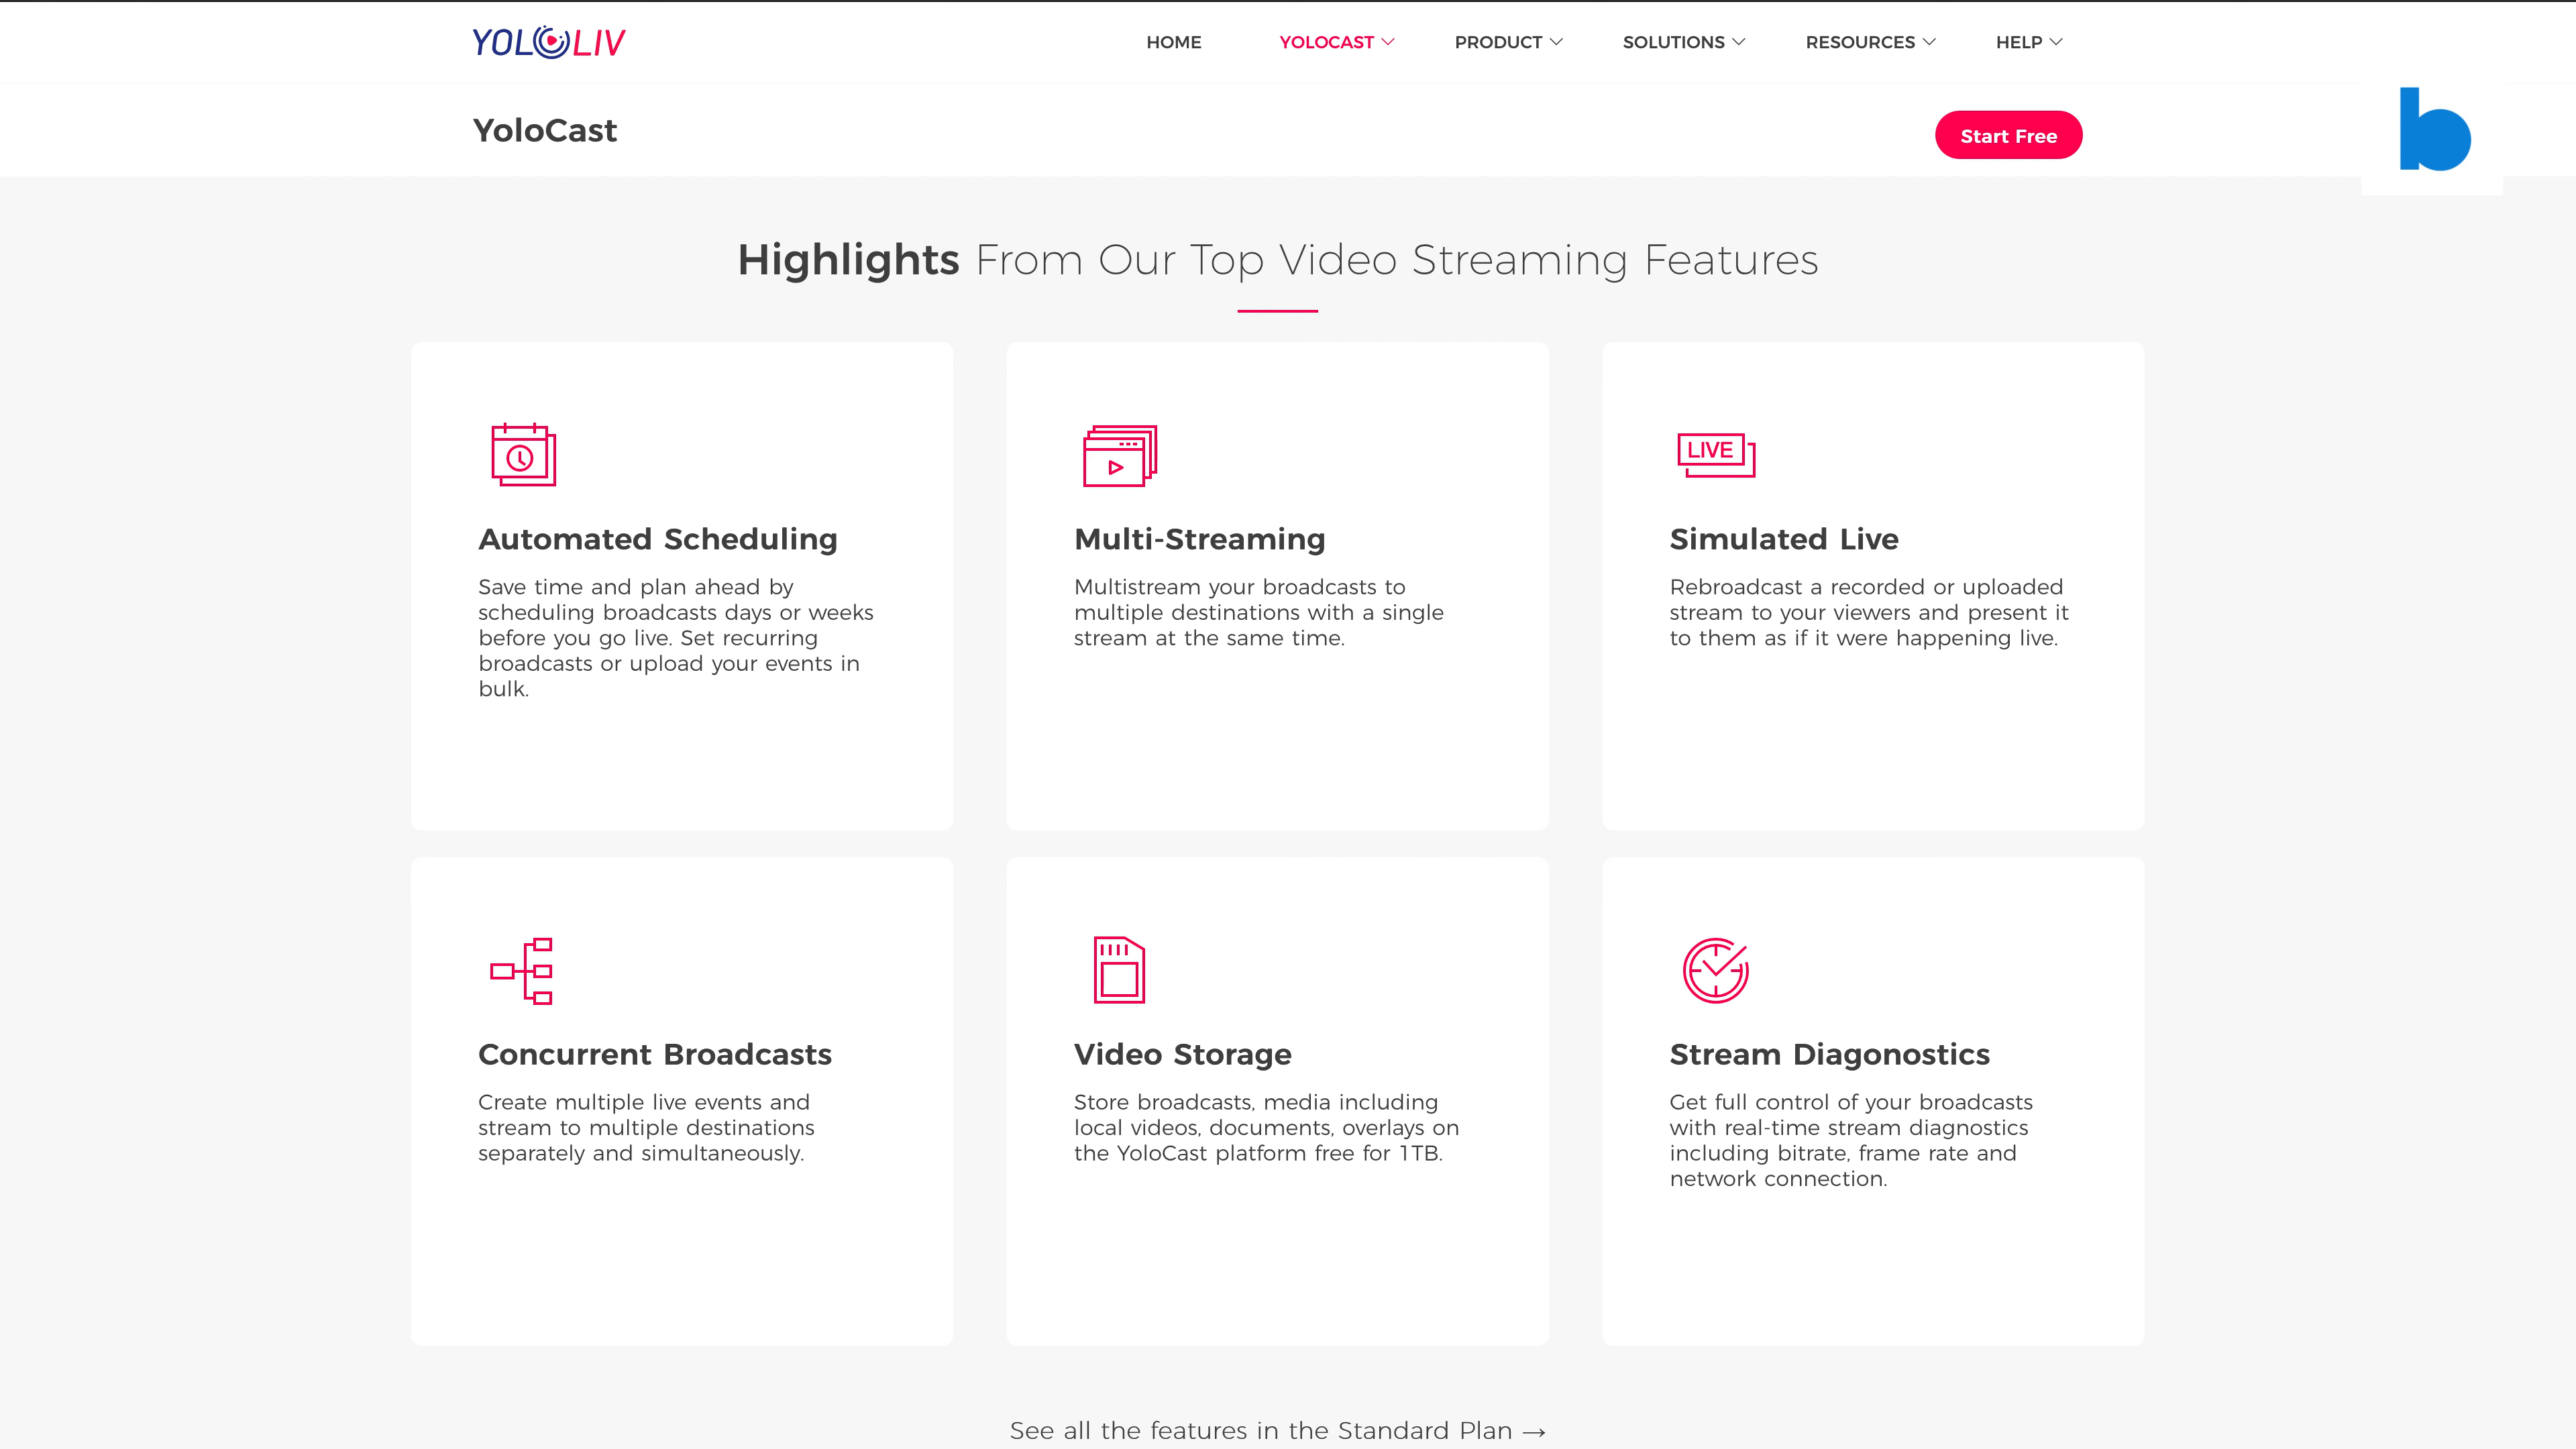 YOLOLIV
HOME YOLOCAST PRODUCT SOLUTIONS RESOURCES HELP
YoloCast
Start Free
b
Highlights From Our Top Video Streaming Features
Automated Scheduling
Save time and plan ahead by
scheduling broadcasts days or weeks
before you go live. Set recurring
broadcasts or upload your events in
bulk.
Multi-Streaming
Multistream your broadcasts to
multiple destinations with a single
stream at the same time.
LIVE
Simulated Live
Rebroadcast a recorded or uploaded
stream to your viewers and present it
to them as if it were happening live.
Concurrent Broadcasts
Create multiple live events and
stream to multiple destinations
separately and simultaneously.
Video Storage
Store broadcasts, media including
local videos, documents, overlays on
the YoloCast platform free for 1TB.
Stream Diagonostics
Get full control of your broadcasts
with real-time stream diagnostics
including bitrate, frame rate and
network connection.
See all the features in the Standard Plan →